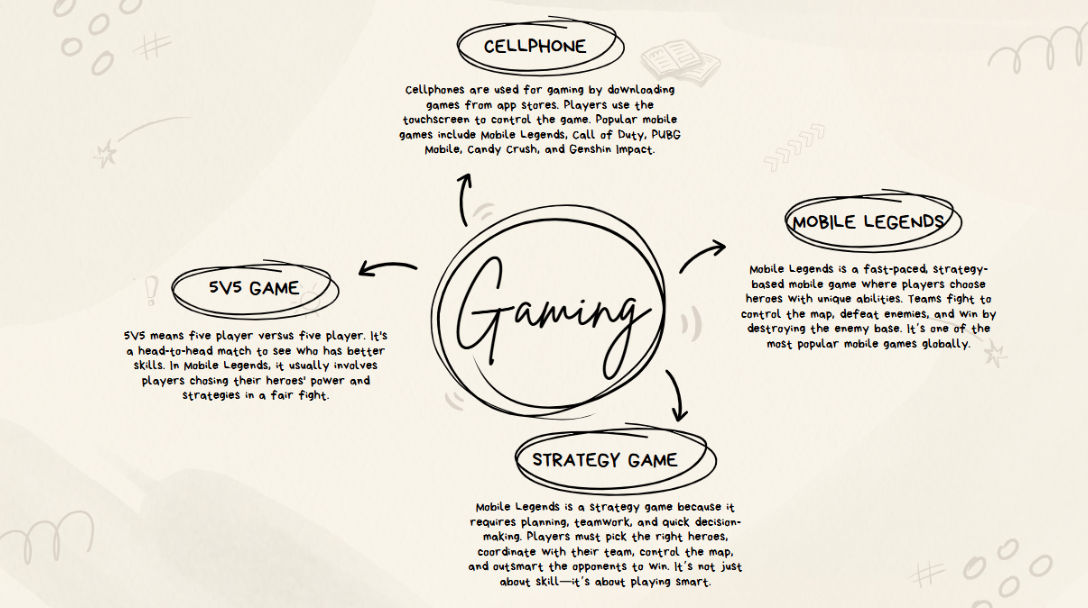 CELLPHONE
Cellphones are used for gaming by downloading
games from app stores. Players use the
touchscreen to control the game. Popular mobile
games include Mobile Legends, Call of Duty, PUBG
Mobile, Candy Crush, and Genshin Impact.
MOBILE LEGENDS
Mobile Legends is a fast-paced, strategy-
based mobile game where players choose
heroes with unique abilities. Teams fight to
control the map, defeat enemies, and win by
destroying the enemy base. It's one of the
most popular mobile games globally.
Gaming
5V5 GAME
5V5 means five player versus five player. It's
a head-to-head match to see who has better
skills. In Mobile Legends, it usually involves
players chosing their heroes' power and
strategies in a fair fight.
STRATEGY GAME
Mobile Legends is a strategy game because it
requires planning, teamwork, and quick decision-
making. Players must pick the right heroes,
coordinate with their team, control the map,
and outsmart the opponents to win. It's not just
about skill—it's about playing smart.